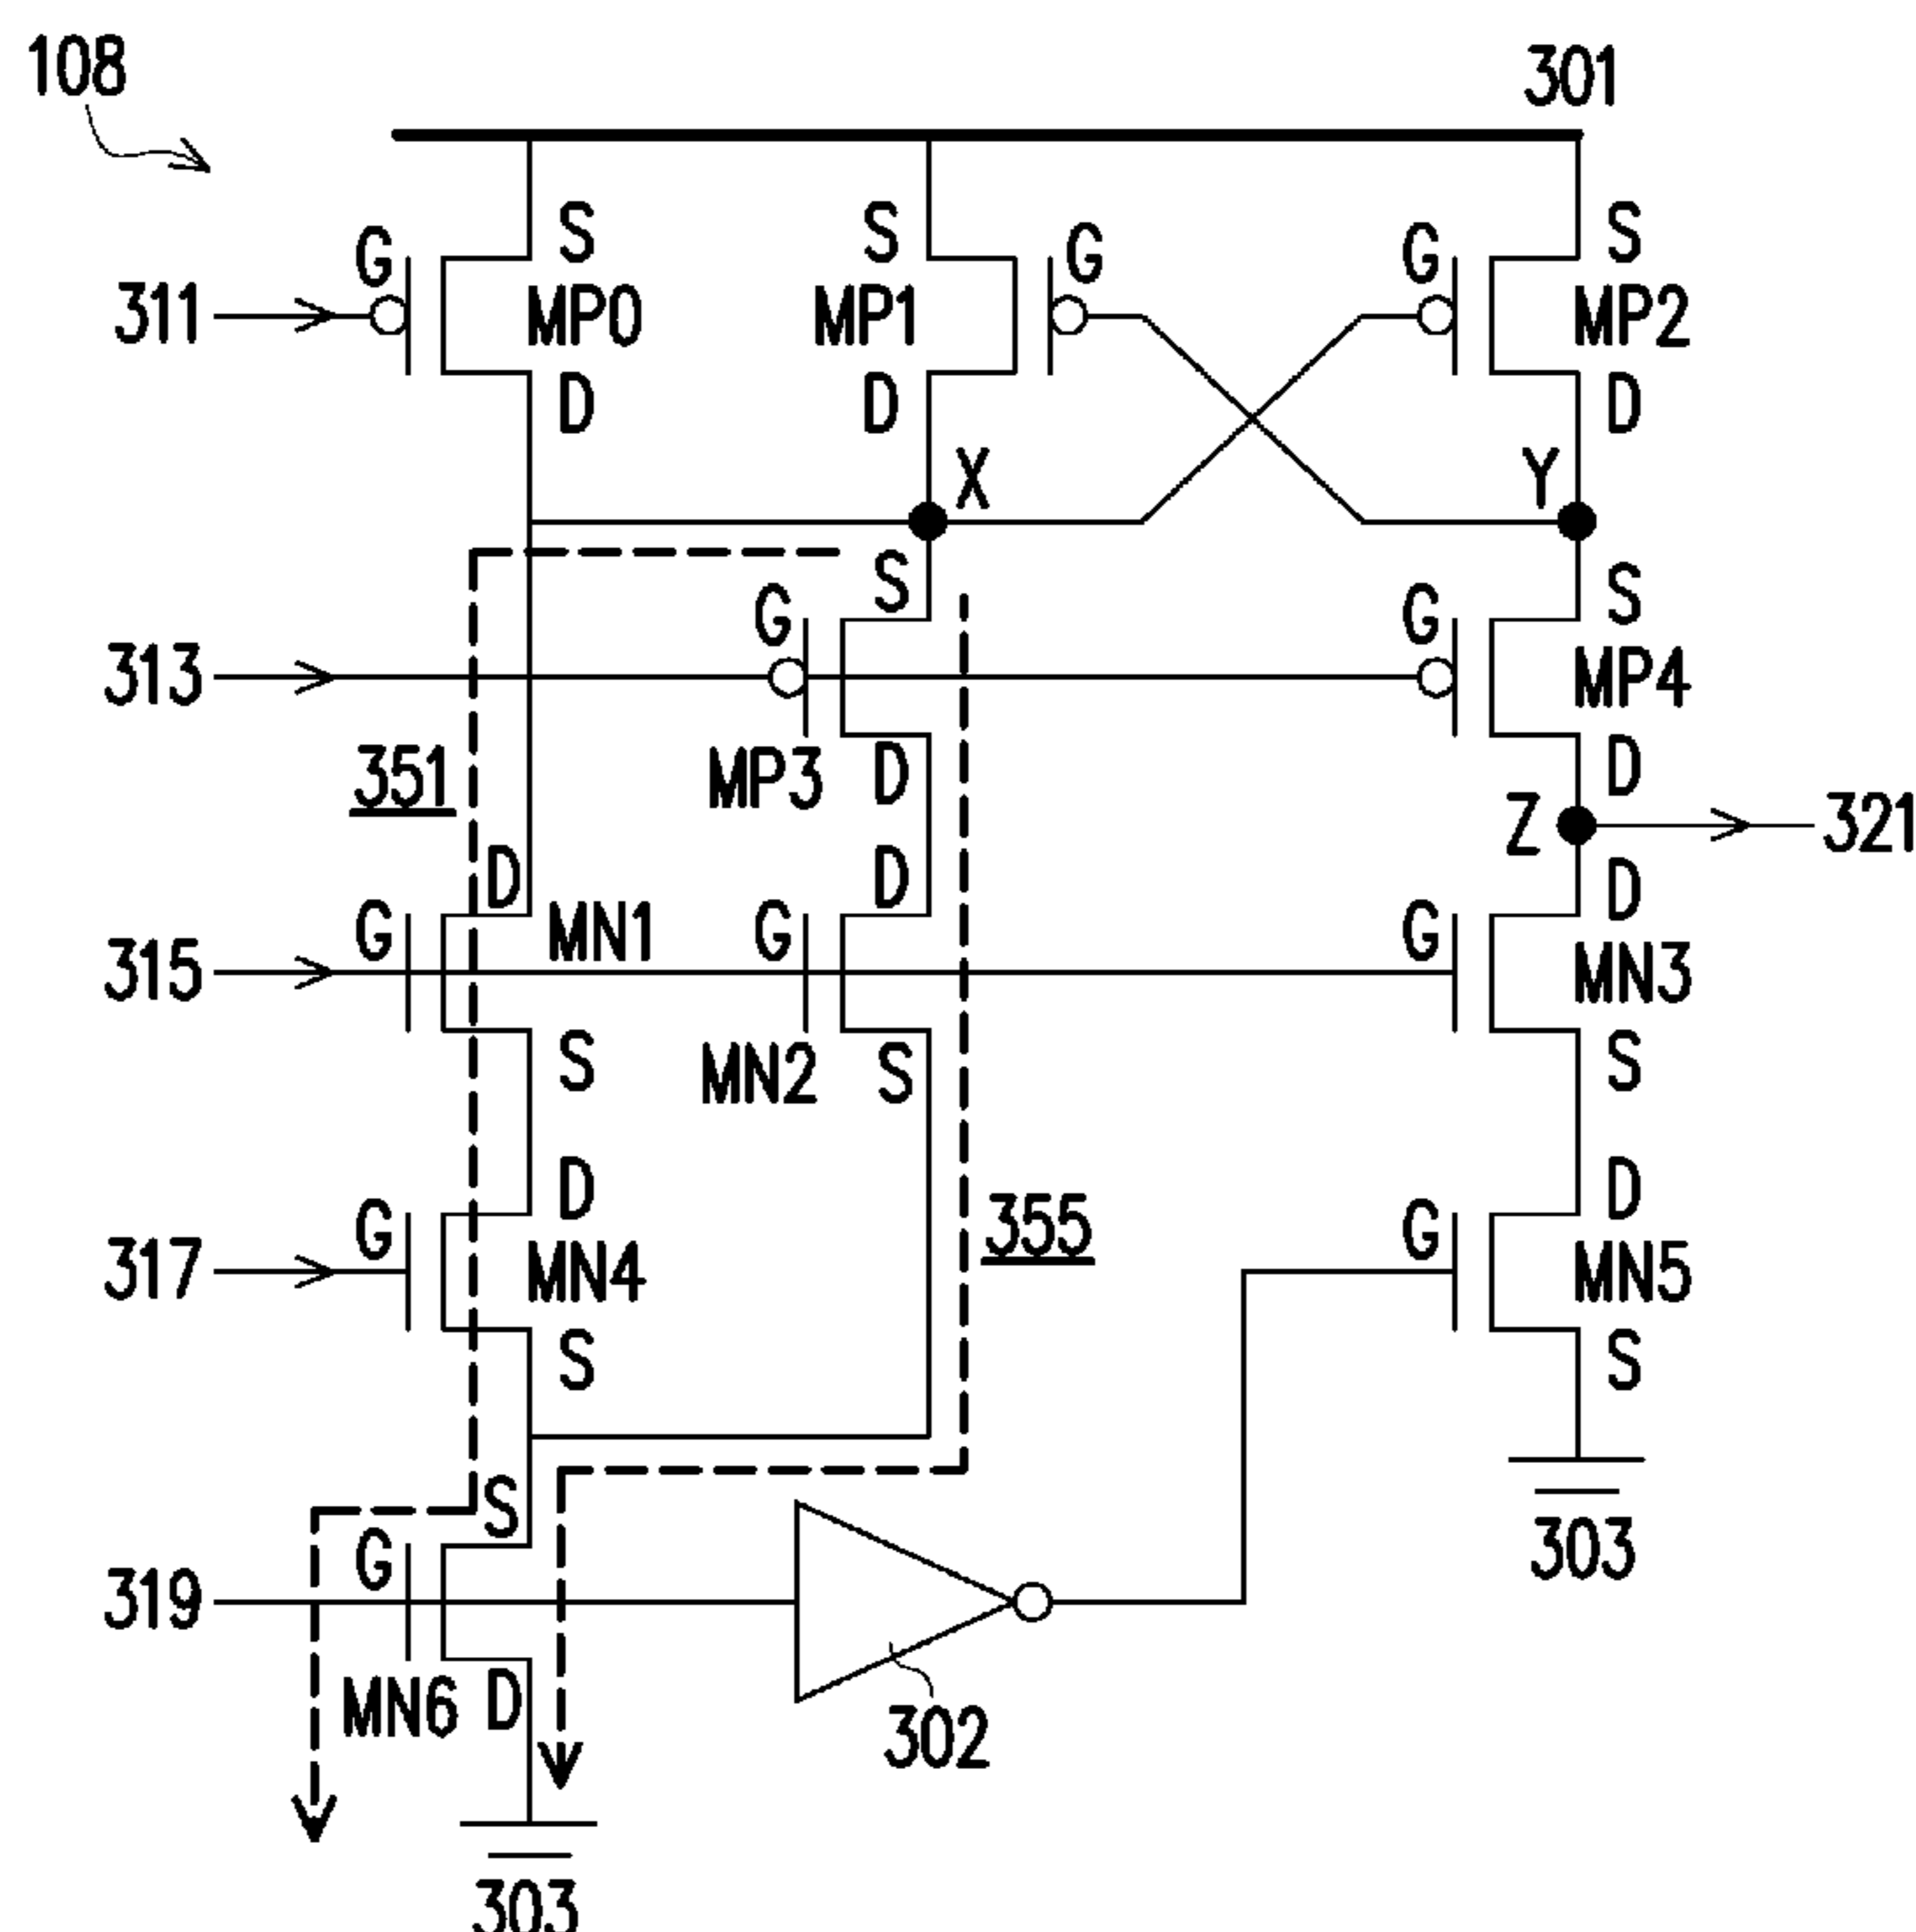 108
301
S S S
G G G
311 MP0 MP1 MP2
D D D
X Y
S S
G G
313 MP4
351 MP3 D D
Z 321
D D D
G MN1 G G
315 MN3
S MN2 S S
D D
G 355 G
317 MN4 MN5
S S
S
G 303
319
MN6 D 302
303